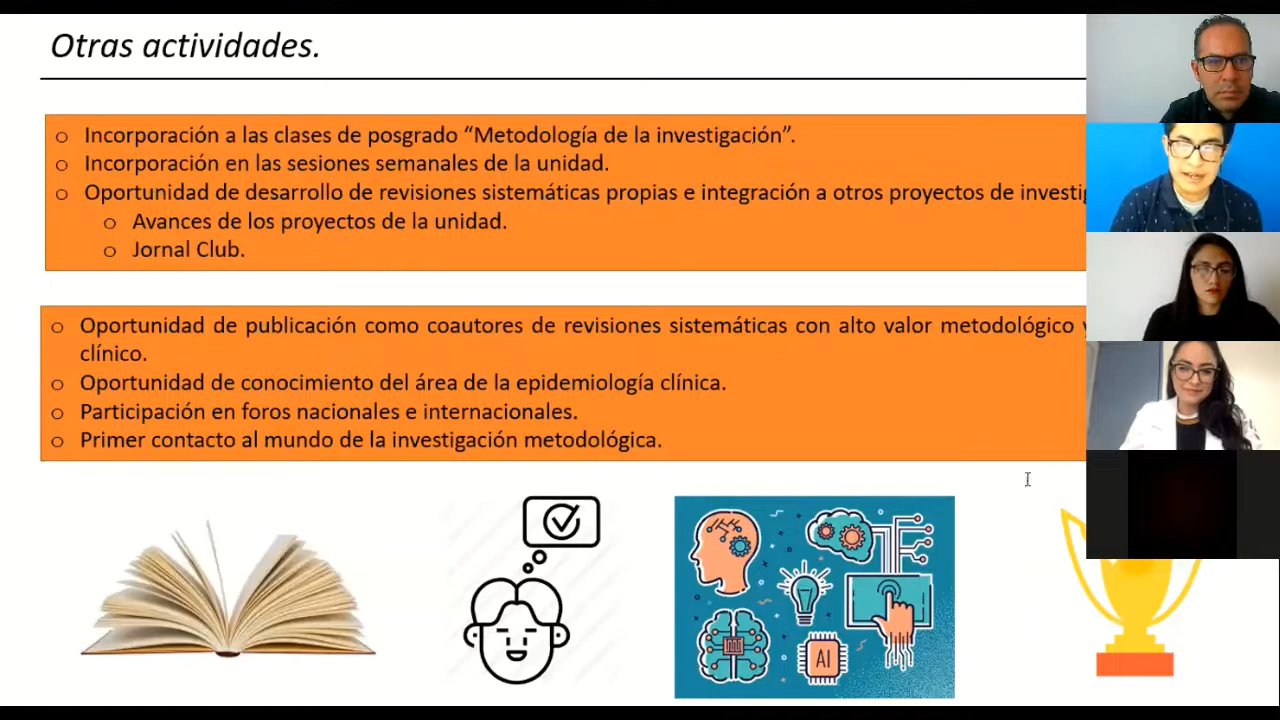 Otras actividades.
o Incorporación a las clases de posgrado “Metodología de la investigación”.
o Incorporación en las sesiones semanales de la unidad.
o Oportunidad de desarrollo de revisiones sistemáticas propias e integración a otros proyectos de
o Avances de los proyectos de la unidad.
o Jornal Club.
o Oportunidad de publicación como coautores de revisiones sistemáticas con alto valor metodológico y
clínico.
o Oportunidad de conocimiento del área de la epidemiología clínica.
o Participación en foros nacionales e internacionales.
o Primer contacto al mundo de la investigación metodológica.
AI